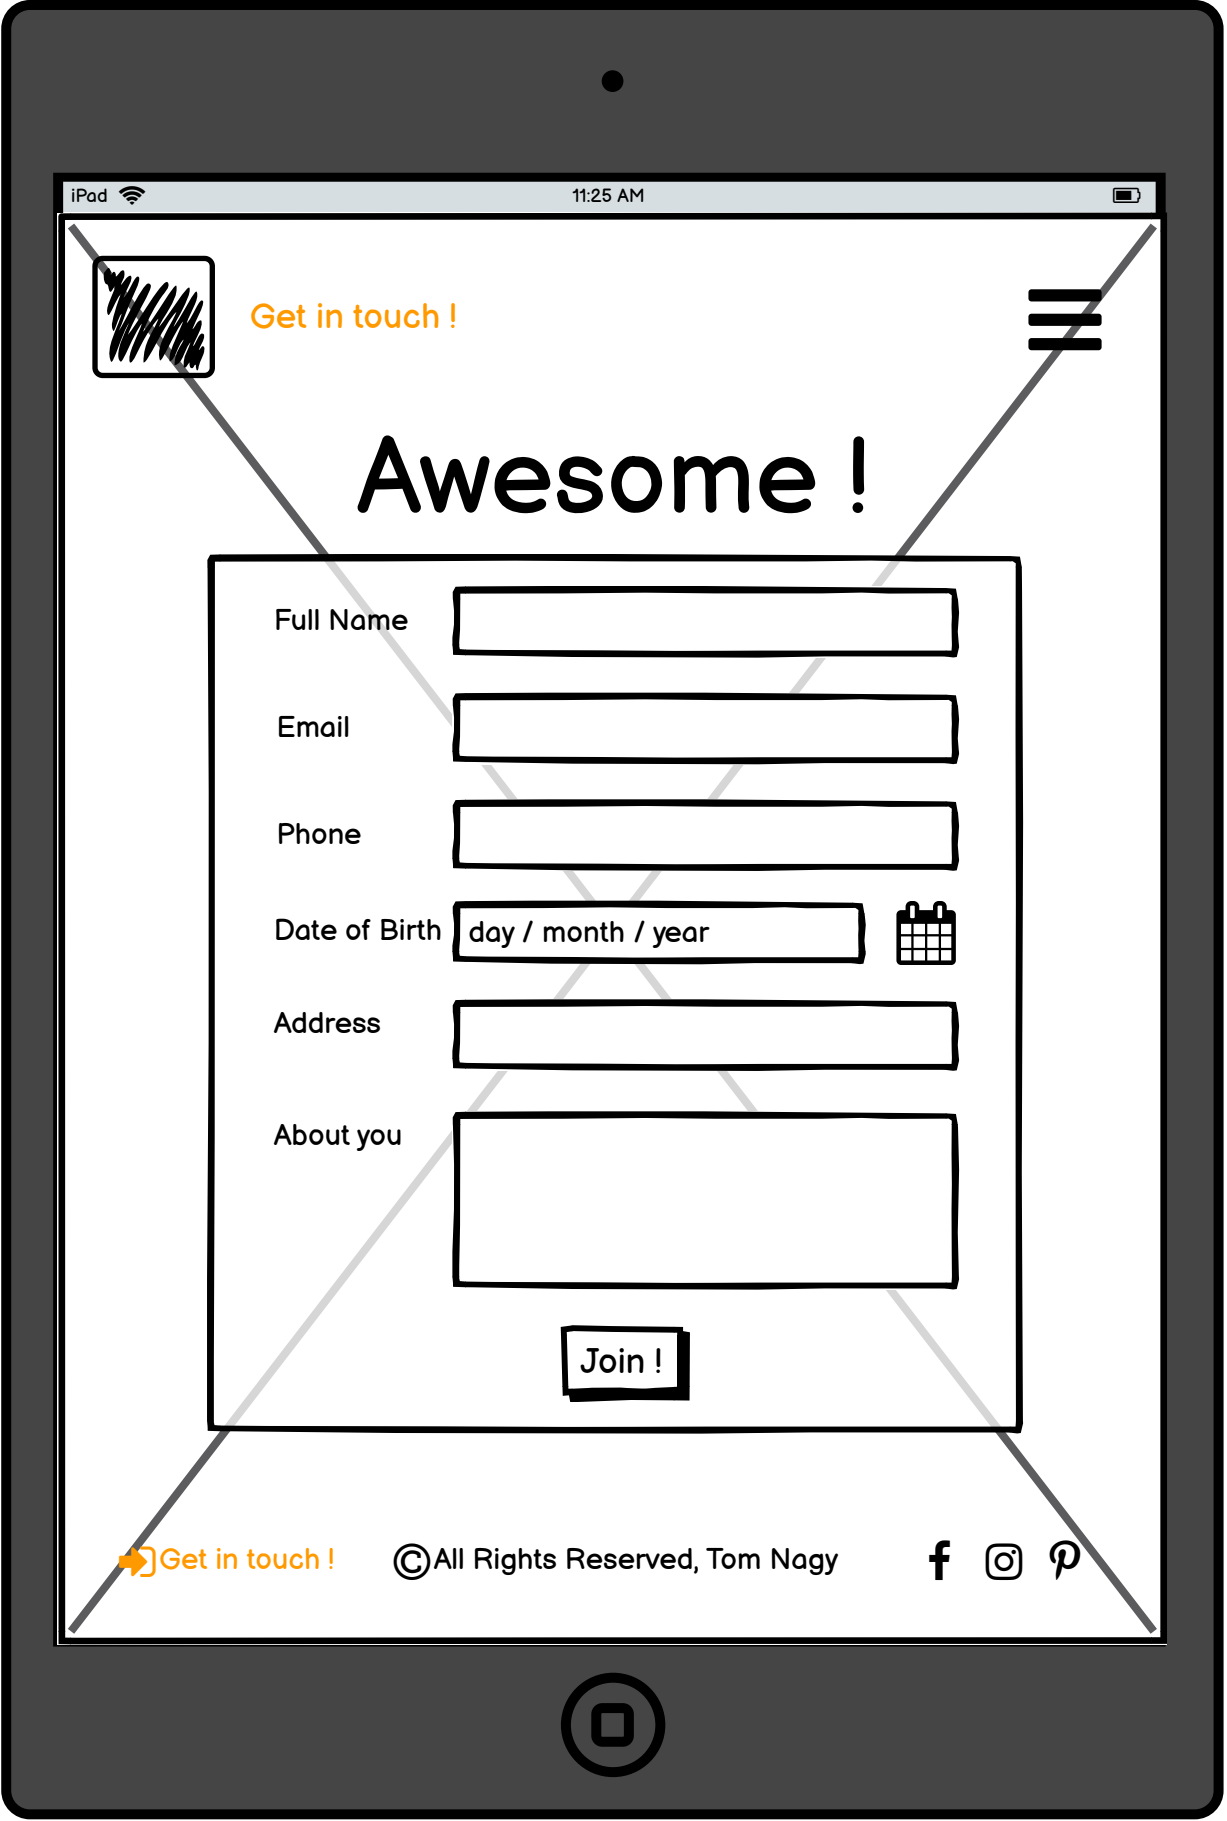 iPad 11:25 AM
Get in touch !
Awesome !
Full Name
Email
Phone
Date of Birth day / month / year
Address
About you
Join !
Get in touch ! ©All Rights Reserved, Tom Nagy